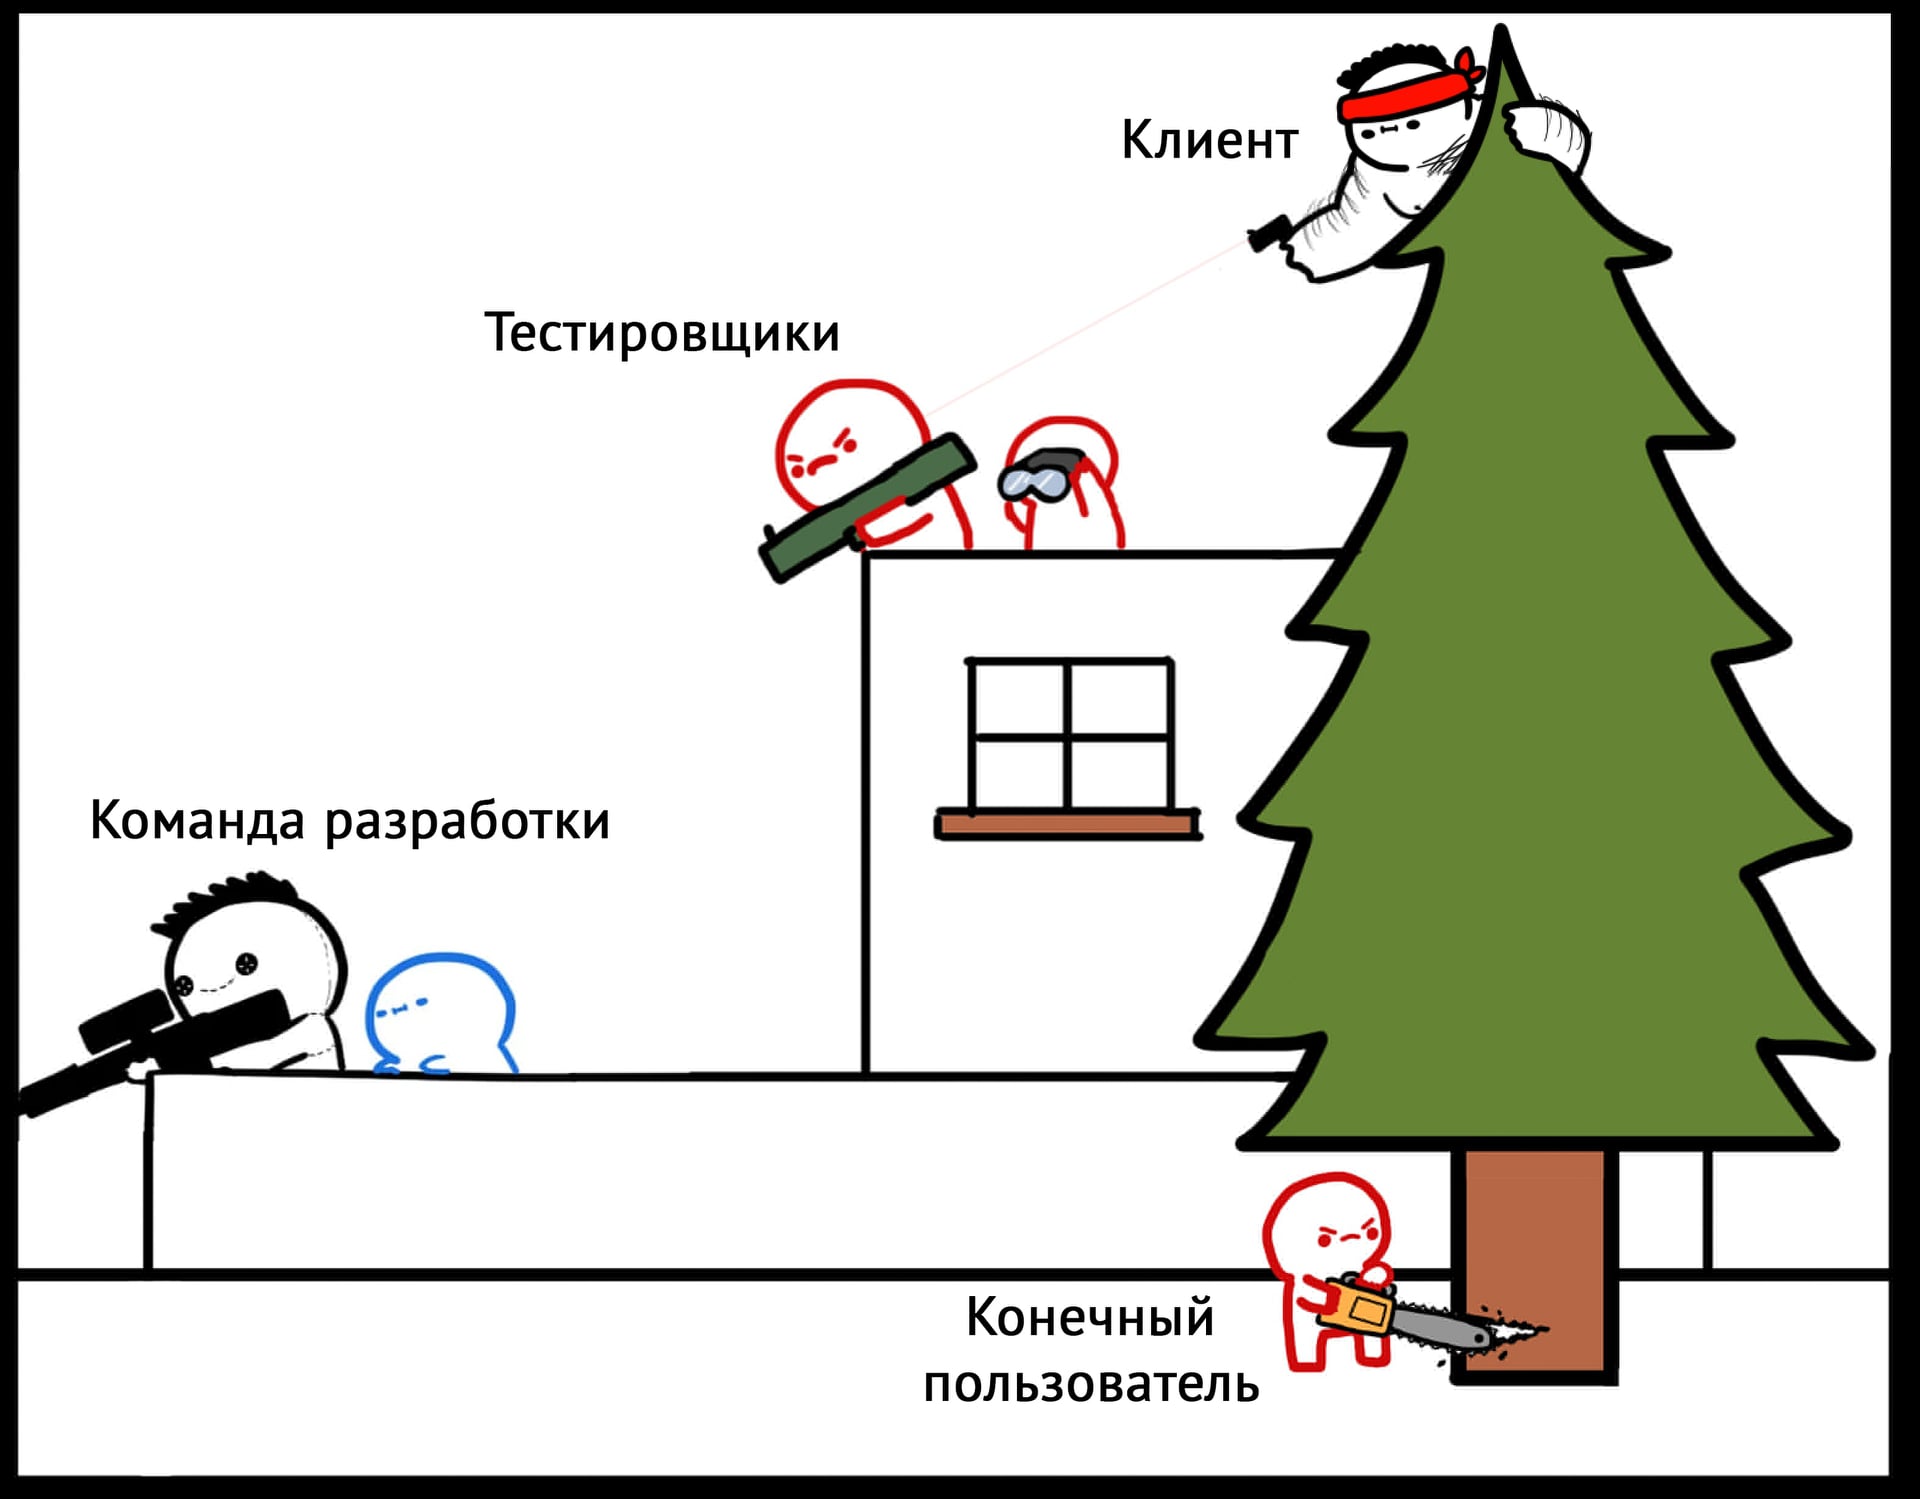 Клиент
Тестировщики
Команда разработки
Конечный
пользователь